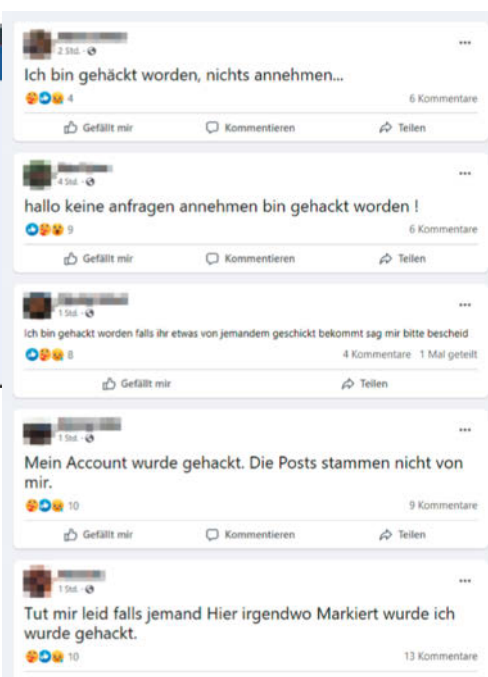 2 Std. ·
Ich bin gehäckt worden, nichts annehmen...
4
6 Kommentare
Gefällt mir
Kommentieren
Teilen
4 Std. ·
hallo keine anfragen annehmen bin gehackt worden !
9
6 Kommentare
Gefällt mir
Kommentieren
Teilen
1 Std. ·
Ich bin gehackt worden falls ihr etwas von jemandem geschickt bekommt sag mir bitte bescheid
8
4 Kommentare 1 Mal geteilt
Gefällt mir
Teilen
1 Std. ·
Mein Account wurde gehackt. Die Posts stammen nicht von
mir.
10
9 Kommentare
Gefällt mir
Kommentieren
Teilen
1 Std. ·
Tut mir leid falls jemand Hier irgendwo Markiert wurde ich
wurde gehackt.
10
13 Kommentare